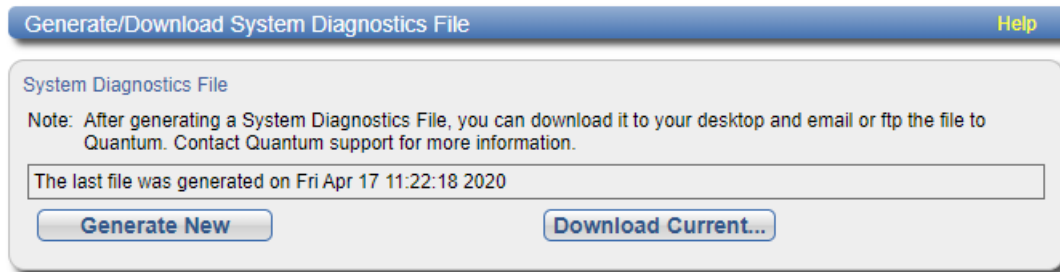 Generate/Download System Diagnostics File
Help
System Diagnostics File
Note: After generating a System Diagnostics File, you can download it to your desktop and email or ftp the file to
Quantum. Contact Quantum support for more information.
The last file was generated on Fri Apr 17 11:22:18 2020
Generate New
Download Current...